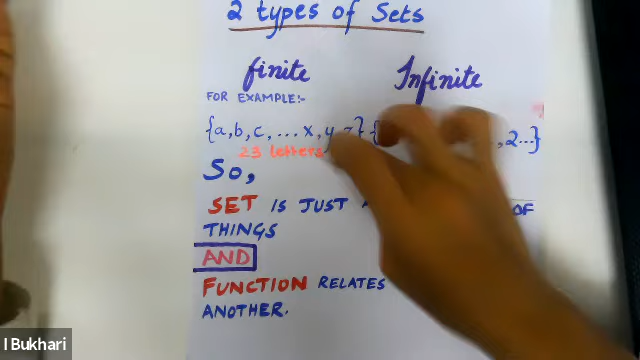 2 types of Sets
finite Infinite
FOR EXAMPLE:-
{a,b,c,...x,y,z} { ,2...}
23 letters
So,
SET IS JUST OF
THINGS
AND
FUNCTION RELATES
ANOTHER.
I Bukhari